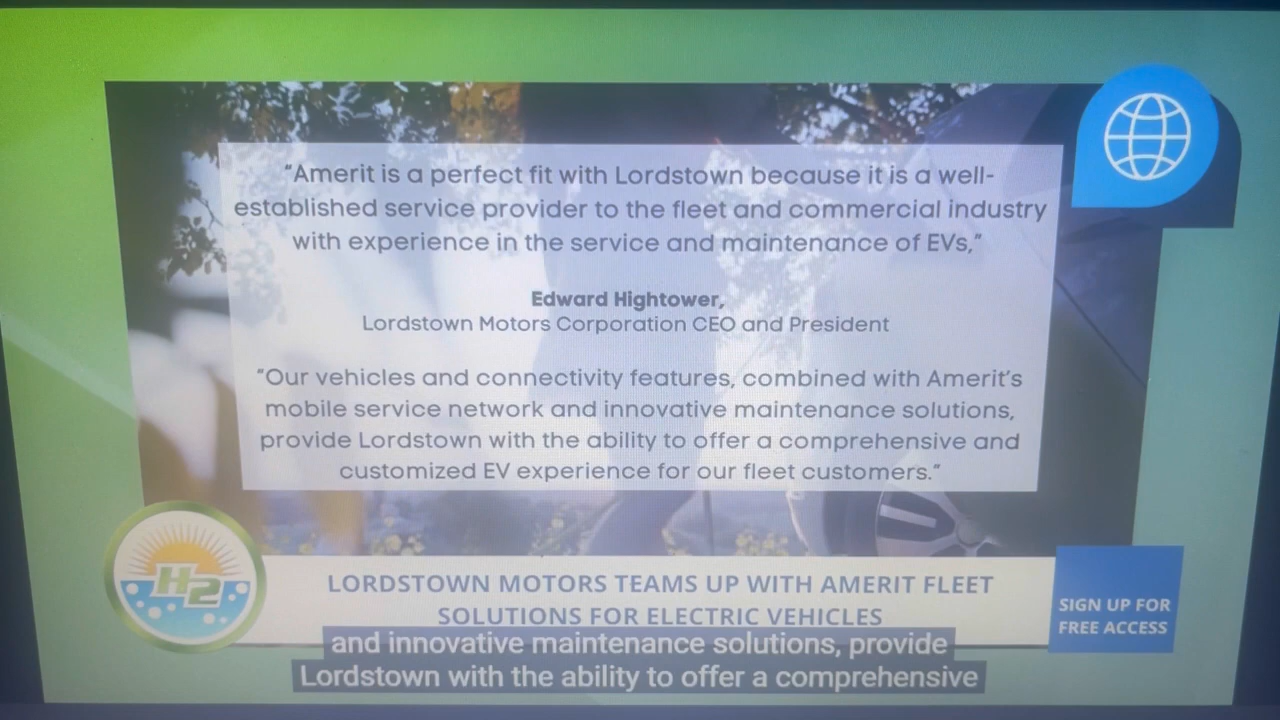 “Amerit is a perfect fit with Lordstown because it is a well-
established service provider to the fleet and commercial industry
with experience in the service and maintenance of EVs,”
Edward Hightower,
Lordstown Motors Corporation CEO and President
“Our vehicles and connectivity features, combined with Amerit’s
mobile service network and innovative maintenance solutions,
provide Lordstown with the ability to offer a comprehensive and
customized EV experience for our fleet customers.”
H2
LORDSTOWN MOTORS TEAMS UP WITH AMERIT FLEET
SOLUTIONS FOR ELECTRIC VEHICLES
SIGN UP FOR
FREE ACCESS
and innovative maintenance solutions, provide
Lordstown with the ability to offer a comprehensive